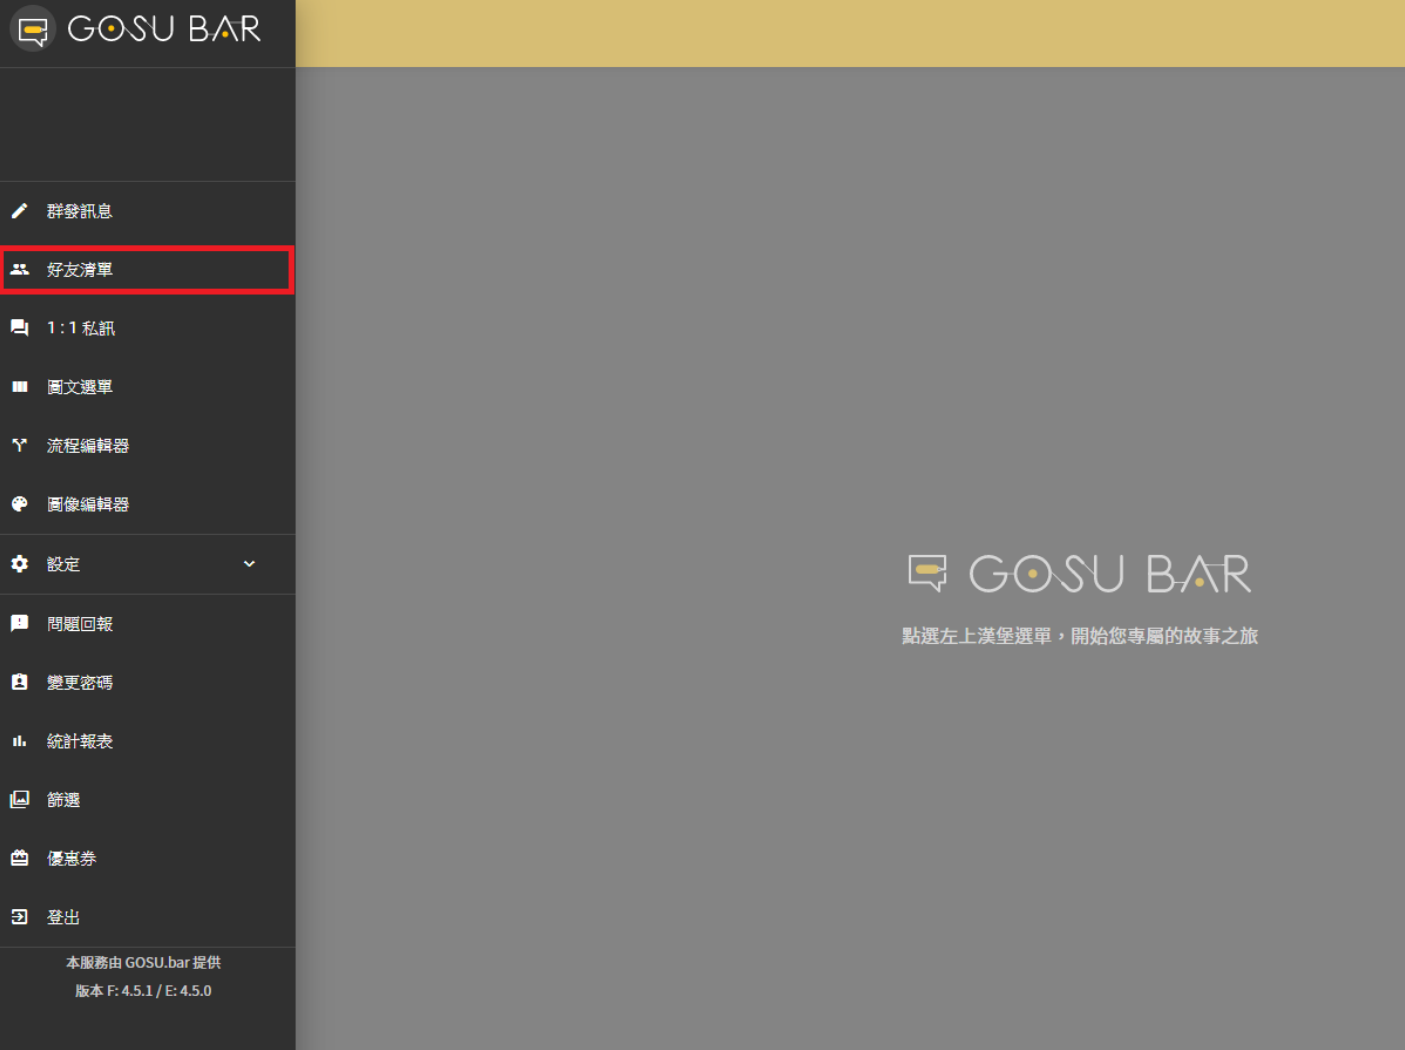 GOSU BAR
群發訊息
好友清單
1 : 1 私訊
圖文選單
流程編輯器
圖像編輯器
設定
問題回報
變更密碼
統計報表
篩選
優惠券
登出
本服務由 GOSU.bar 提供
版本 F: 4.5.1 / E: 4.5.0
GOSU BAR
點選左上漢堡選單，開始您專屬的故事之旅